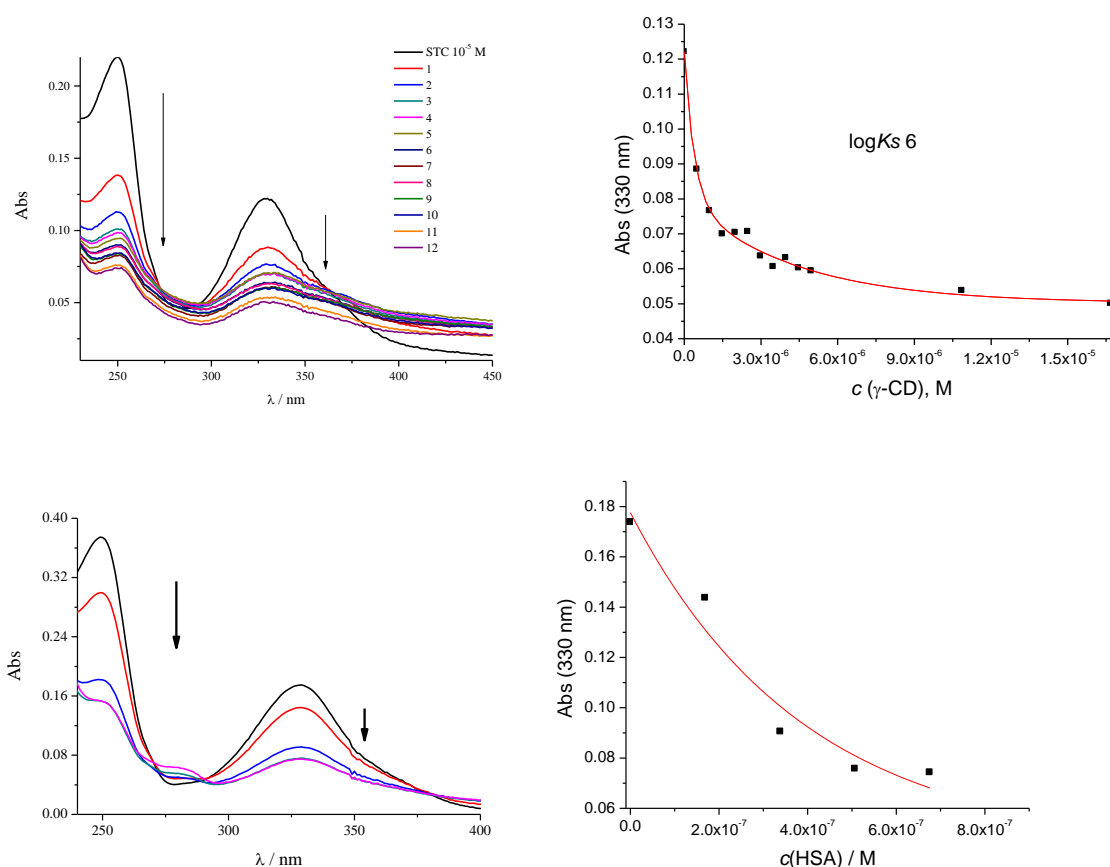 STC 10⁻⁵ M
1
2
3
4
5
6
7
8
9
10
11
12
0.20
0.15
0.10
0.05
Abs
250 300 350 400 450
λ / nm
0.13
0.12
0.11
0.10
0.09
0.08
0.07
0.06
0.05
0.04
Abs (330 nm)
logKs 6
0.0 3.0x10⁻⁶ 6.0x10⁻⁶ 9.0x10⁻⁶ 1.2x10⁻⁵ 1.5x10⁻⁵
c (γ-CD), M
0.40
0.32
0.24
0.16
0.08
0.00
Abs
250 300 350 400
λ / nm
0.18
0.16
0.14
0.12
0.10
0.08
0.06
Abs (330 nm)
0.0 2.0x10⁻⁷ 4.0x10⁻⁷ 6.0x10⁻⁷ 8.0x10⁻⁷
c(HSA) / M